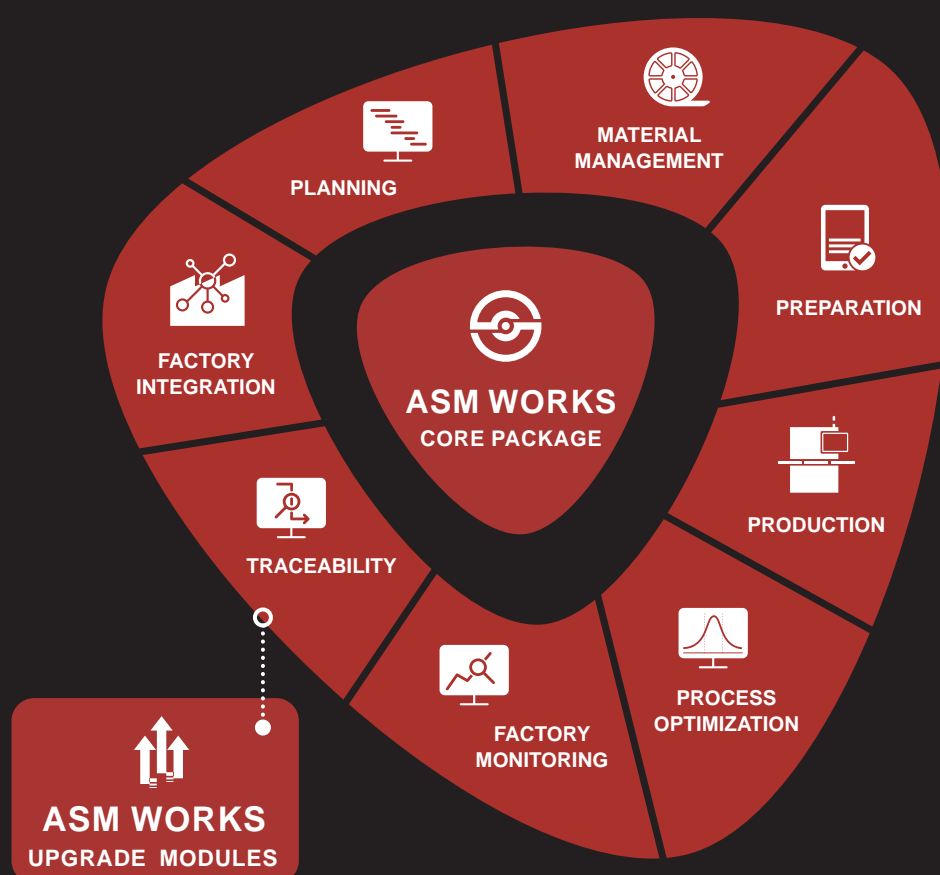 MATERIAL
MANAGEMENT
PLANNING
PREPARATION
FACTORY
INTEGRATION
ASM WORKS
CORE PACKAGE
PRODUCTION
TRACEABILITY
PROCESS
OPTIMIZATION
FACTORY
MONITORING
ASM WORKS
UPGRADE MODULES